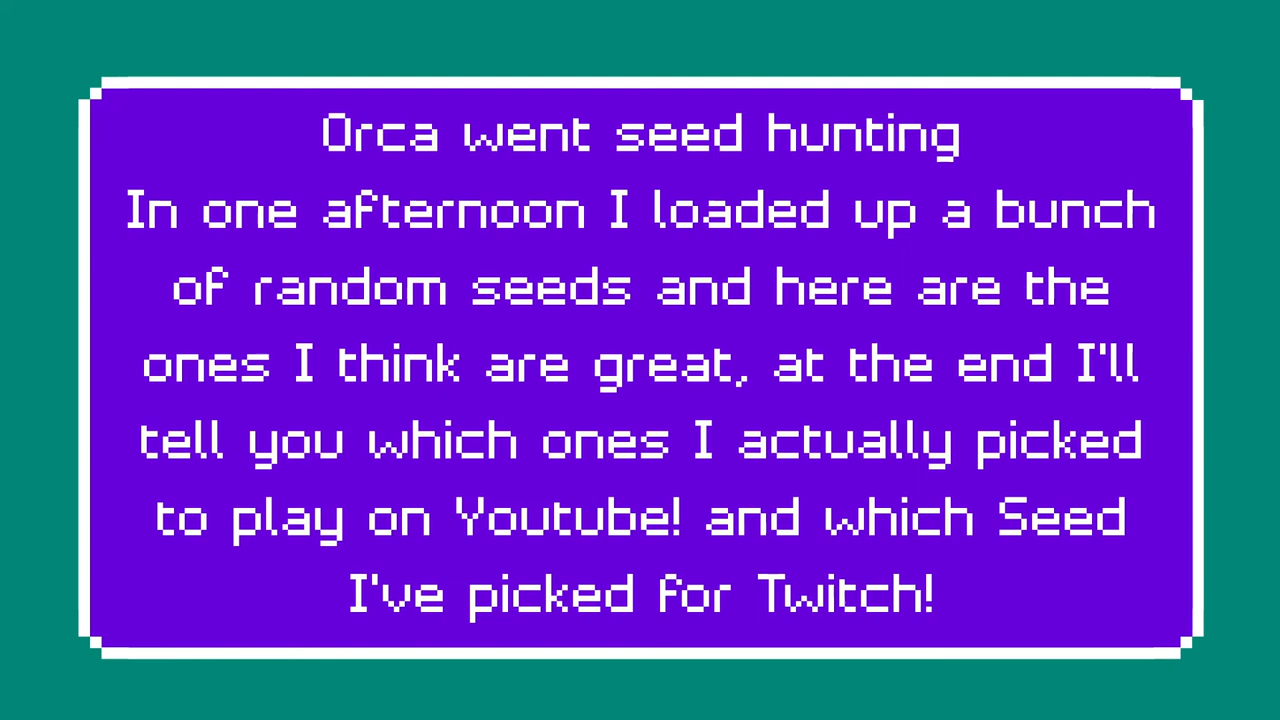 Orca went seed hunting
In one afternoon I loaded up a bunch
of random seeds and here are the
ones I think are great, at the end I'll
tell you which ones I actually picked
to play on Youtube! and which Seed
I've picked for Twitch!